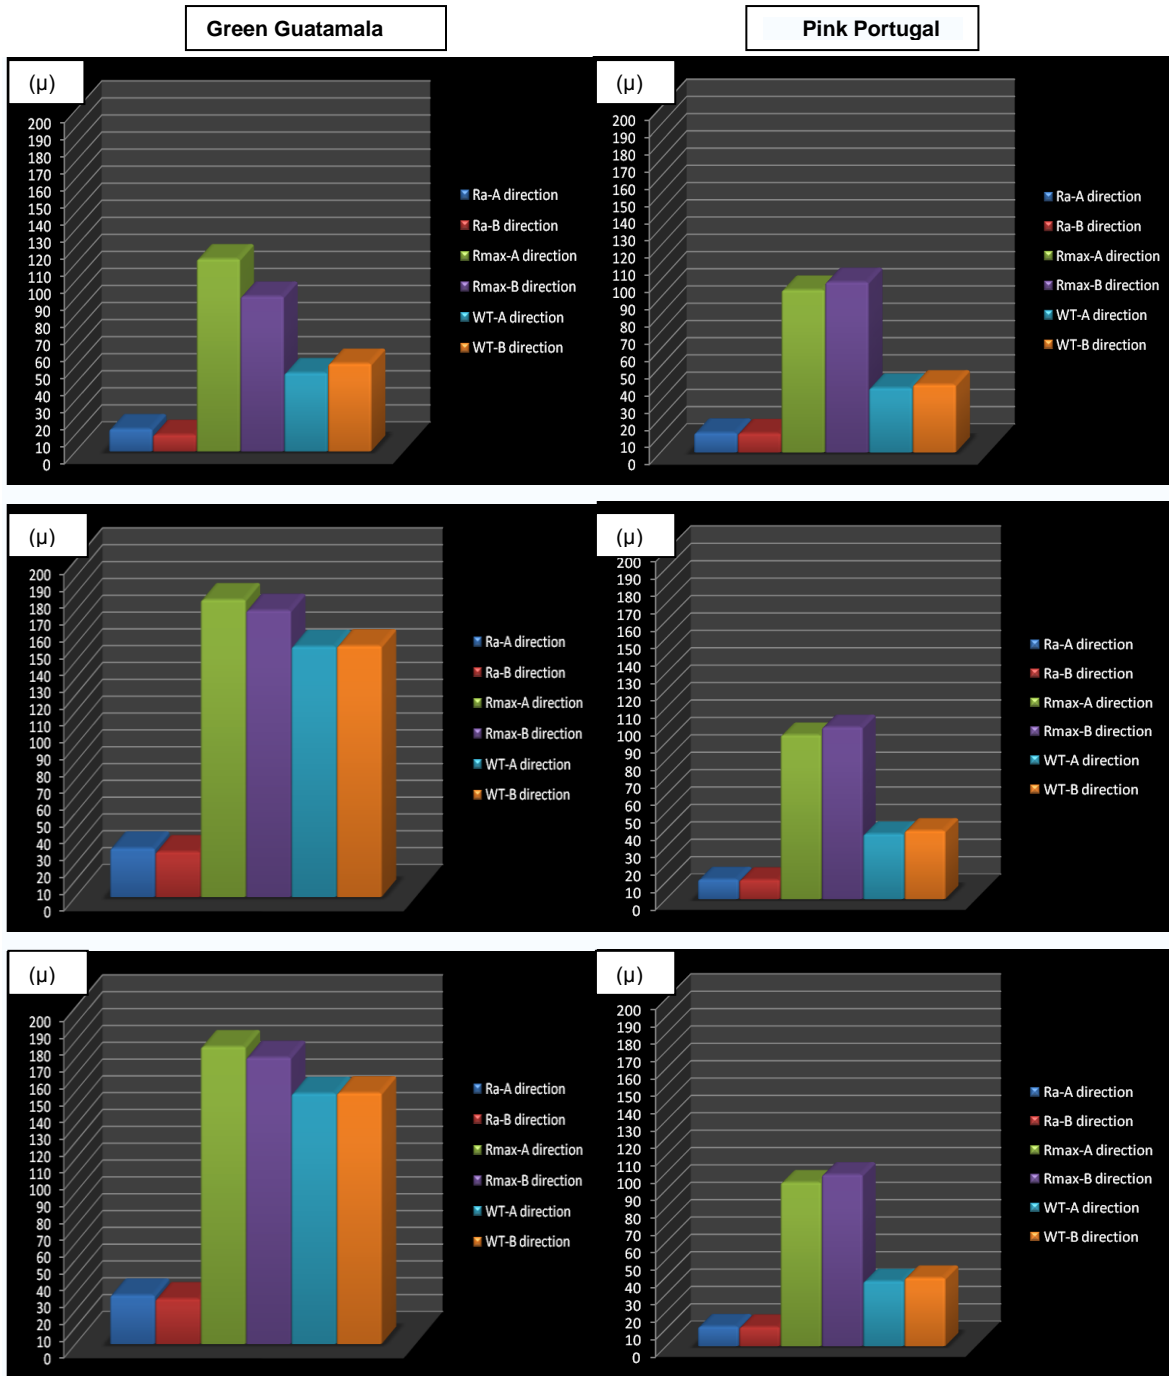 Green Guatamala
Pink Portugal
(μ)
200
190
180
170
160
150
140
130
120
110
100
90
80
70
60
50
40
30
20
10
0
Ra-A direction
Ra-B direction
Rmax-A direction
Rmax-B direction
WT-A direction
WT-B direction
(μ)
200
190
180
170
160
150
140
130
120
110
100
90
80
70
60
50
40
30
20
10
0
Ra-A direction
Ra-B direction
Rmax-A direction
Rmax-B direction
WT-A direction
WT-B direction
(μ)
200
190
180
170
160
150
140
130
120
110
100
90
80
70
60
50
40
30
20
10
0
Ra-A direction
Ra-B direction
Rmax-A direction
Rmax-B direction
WT-A direction
WT-B direction
(μ)
200
190
180
170
160
150
140
130
120
110
100
90
80
70
60
50
40
30
20
10
0
Ra-A direction
Ra-B direction
Rmax-A direction
Rmax-B direction
WT-A direction
WT-B direction
(μ)
200
190
180
170
160
150
140
130
120
110
100
90
80
70
60
50
40
30
20
10
0
Ra-A direction
Ra-B direction
Rmax-A direction
Rmax-B direction
WT-A direction
WT-B direction
(μ)
200
190
180
170
160
150
140
130
120
110
100
90
80
70
60
50
40
30
20
10
0
Ra-A direction
Ra-B direction
Rmax-A direction
Rmax-B direction
WT-A direction
WT-B direction